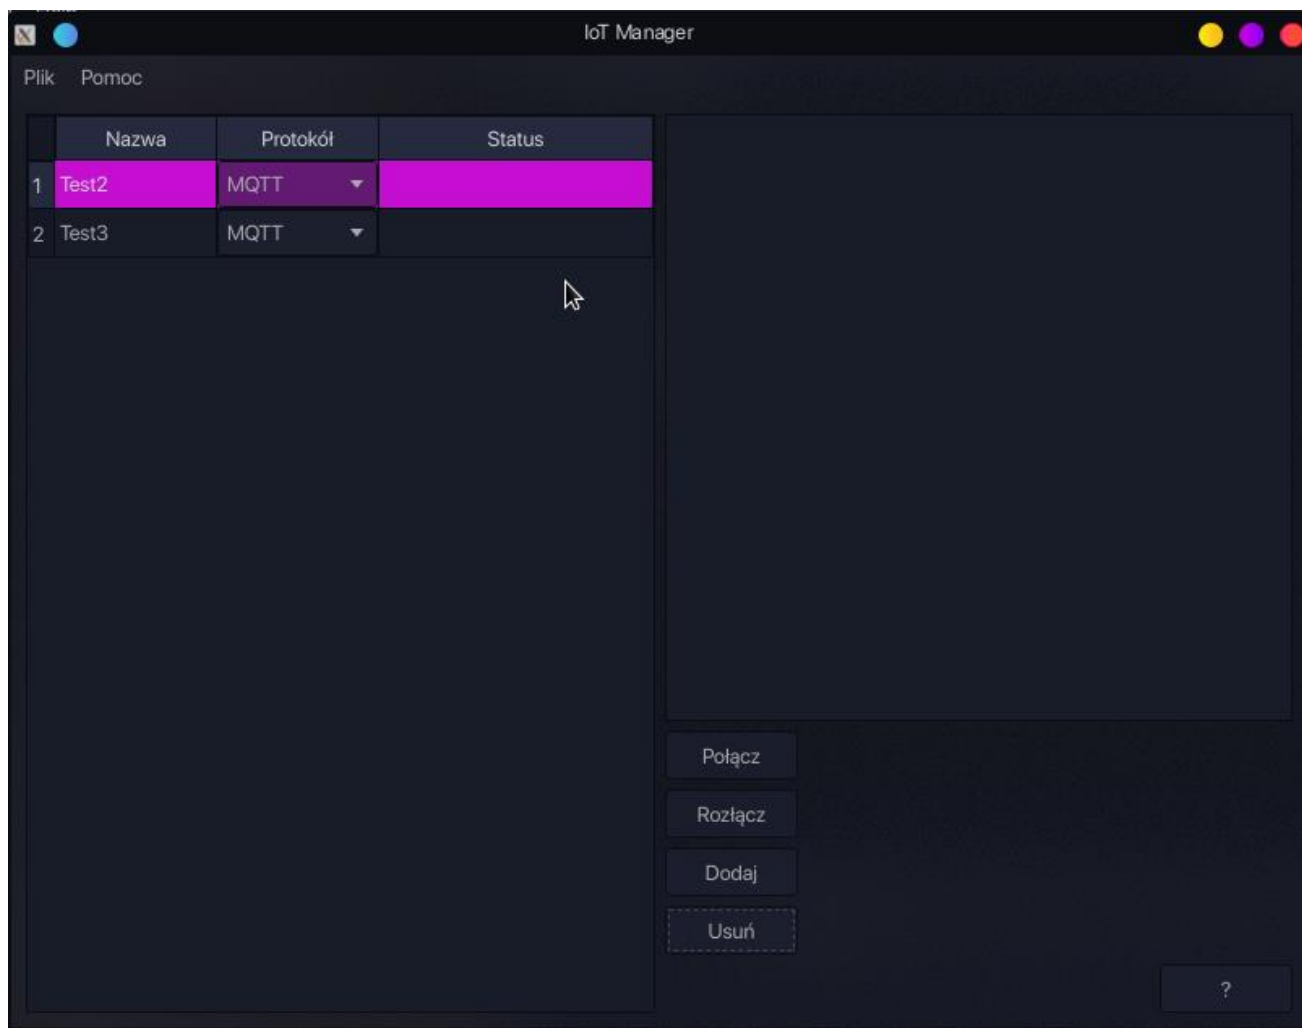 IoT Manager
Plik Pomoc
Nazwa Protokół Status
1 Test2 MQTT
2 Test3 MQTT
Połącz
Rozłącz
Dodaj
Usuń
?